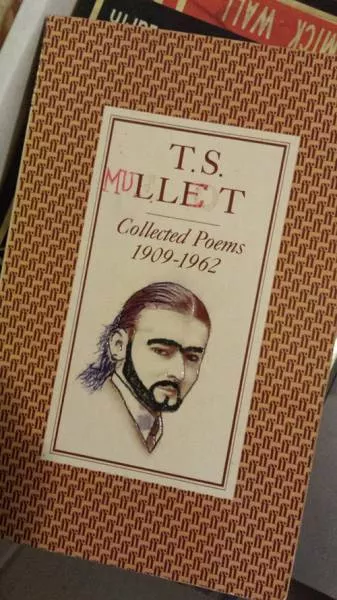 MICK WALL
T.S.
MULLET
Collected Poems
1909-1962